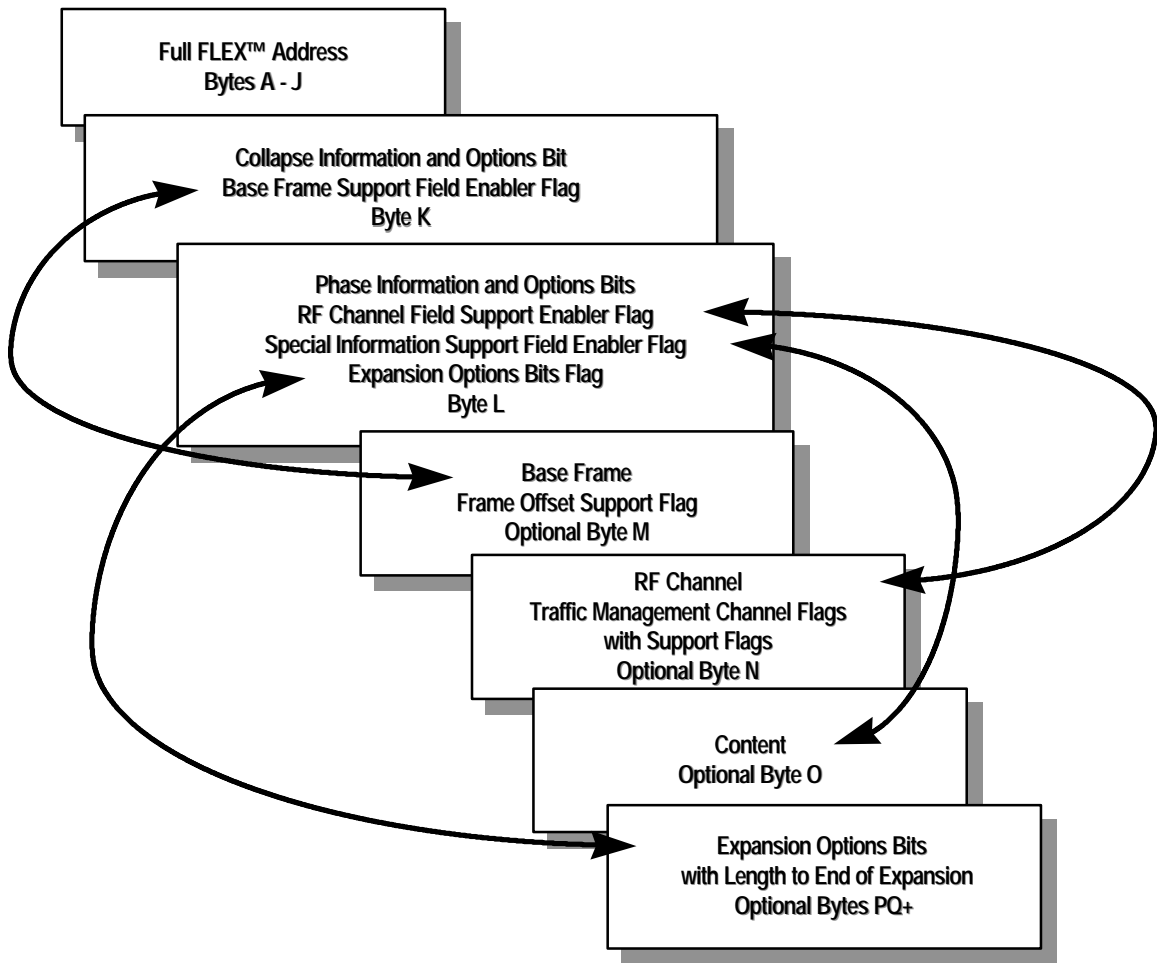 Full FLEX™ Address
Bytes A - J
Collapse Information and Options Bit
Base Frame Support Field Enabler Flag
Byte K
Phase Information and Options Bits
RF Channel Field Support Enabler Flag
Special Information Support Field Enabler Flag
Expansion Options Bits Flag
Byte L
Base Frame
Frame Offset Support Flag
Optional Byte M
RF Channel
Traffic Management Channel Flags
with Support Flags
Optional Byte N
Content
Optional Byte O
Expansion Options Bits
with Length to End of Expansion
Optional Bytes PQ+